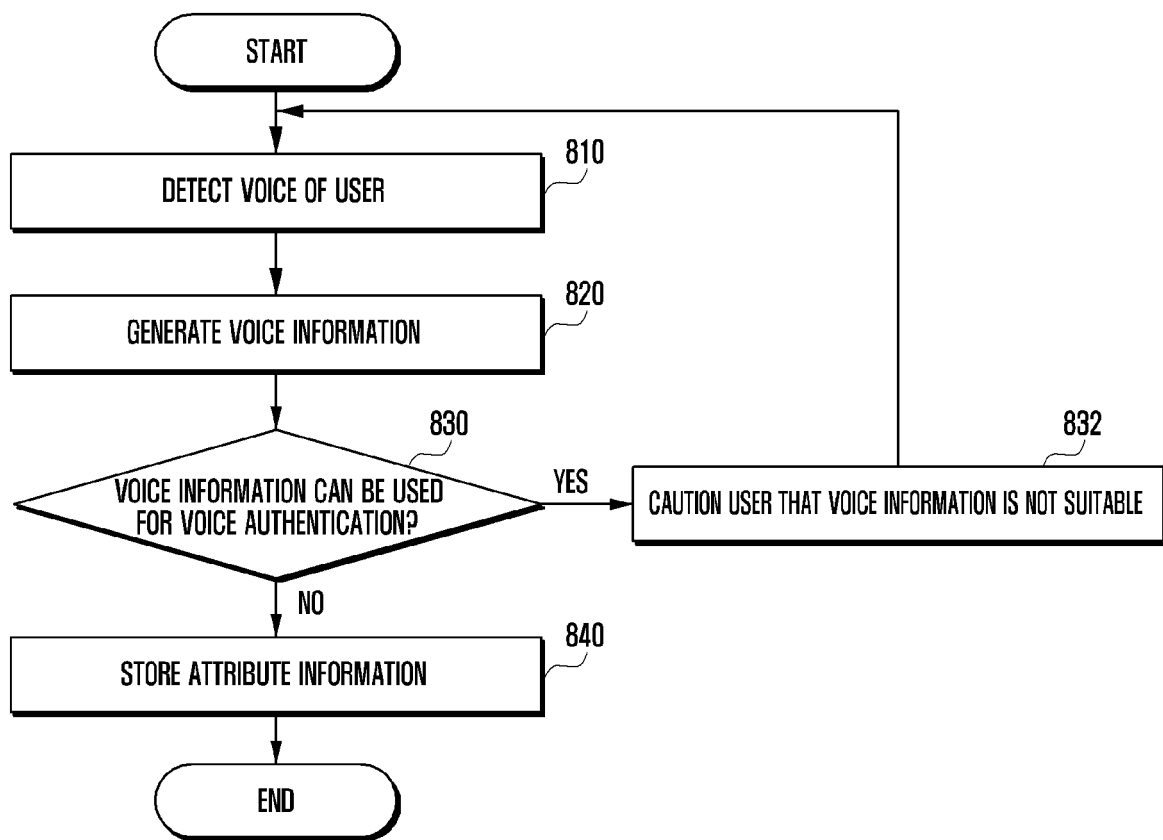 START
810
DETECT VOICE OF USER
820
GENERATE VOICE INFORMATION
830
VOICE INFORMATION CAN BE USED
FOR VOICE AUTHENTICATION?
YES
832
CAUTION USER THAT VOICE INFORMATION IS NOT SUITABLE
NO
840
STORE ATTRIBUTE INFORMATION
END